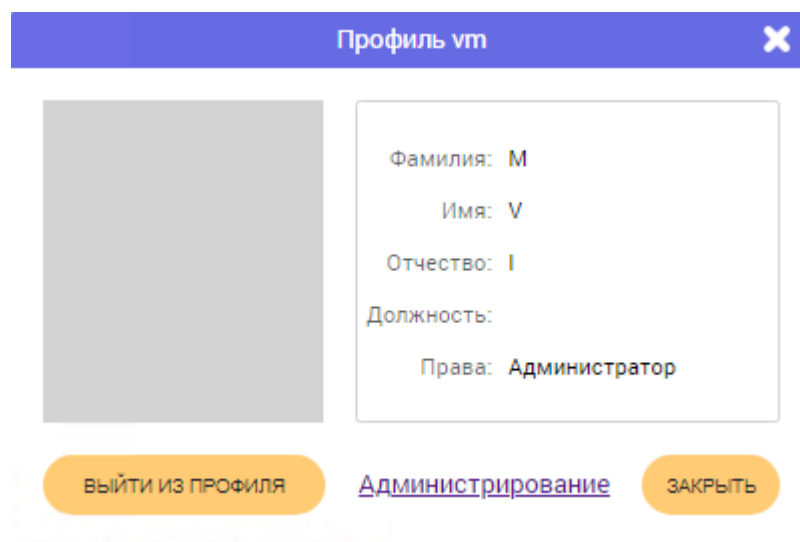 Профиль vm
Фамилия: M
Имя: V
Отчество: I
Должность:
Права: Администратор
ВЫЙТИ ИЗ ПРОФИЛЯ Администрирование ЗАКРЫТЬ